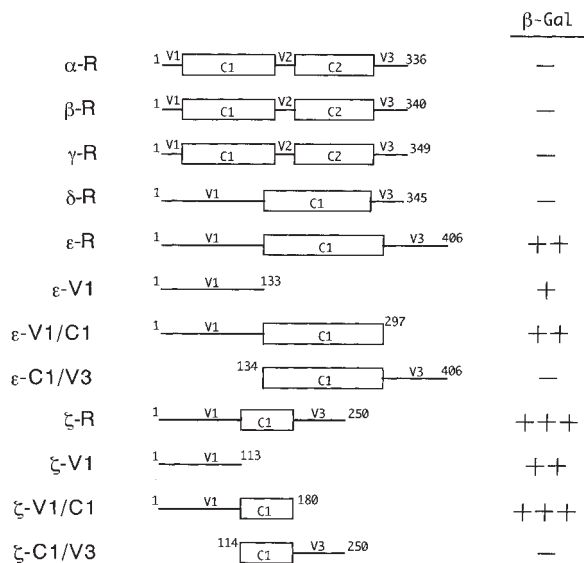 β-Gal
α-R 1 V1 C1 V2 C2 V3 336 —
β-R 1 V1 C1 V2 C2 V3 340 —
γ-R 1 V1 C1 V2 C2 V3 349 —
δ-R 1 V1 C1 V3 345 —
ε-R 1 V1 C1 V3 406 ++
ε-V1 1 V1 133 +
ε-V1/C1 1 V1 C1 297 ++
ε-C1/V3 134 C1 V3 406 —
ζ-R 1 V1 C1 V3 250 +++
ζ-V1 1 V1 113 ++
ζ-V1/C1 1 V1 C1 180 +++
ζ-C1/V3 114 C1 V3 250 —